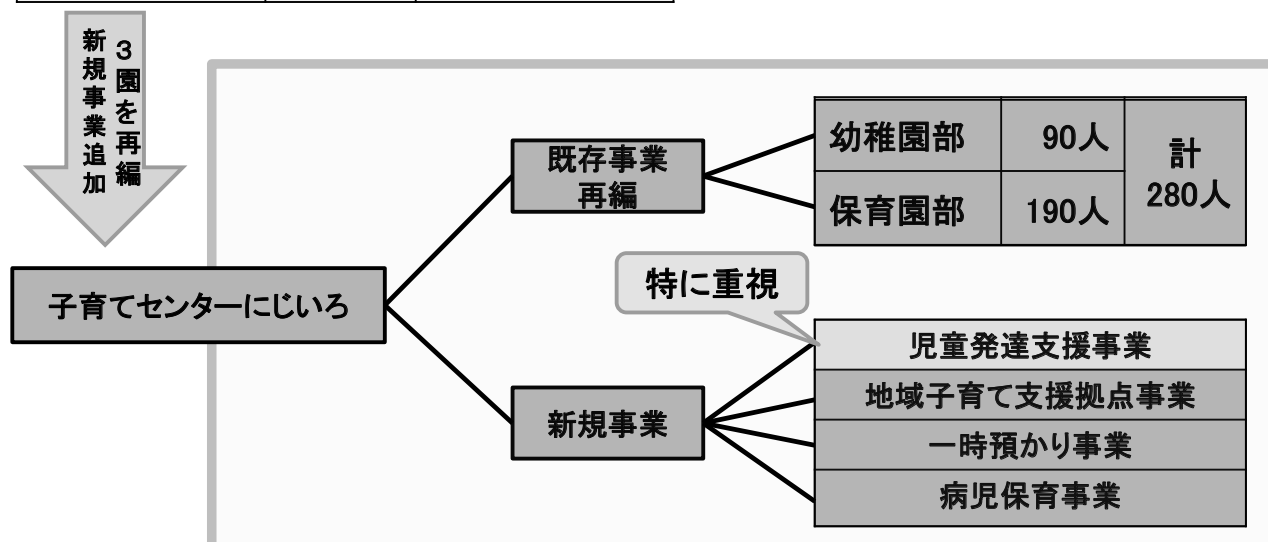 ３園を再編
新規事業追加
子育てセンターにじいろ
既存事業
再編
幼稚園部 90人
保育園部 190人
計
280人
特に重視
新規事業
児童発達支援事業
地域子育て支援拠点事業
一時預かり事業
病児保育事業